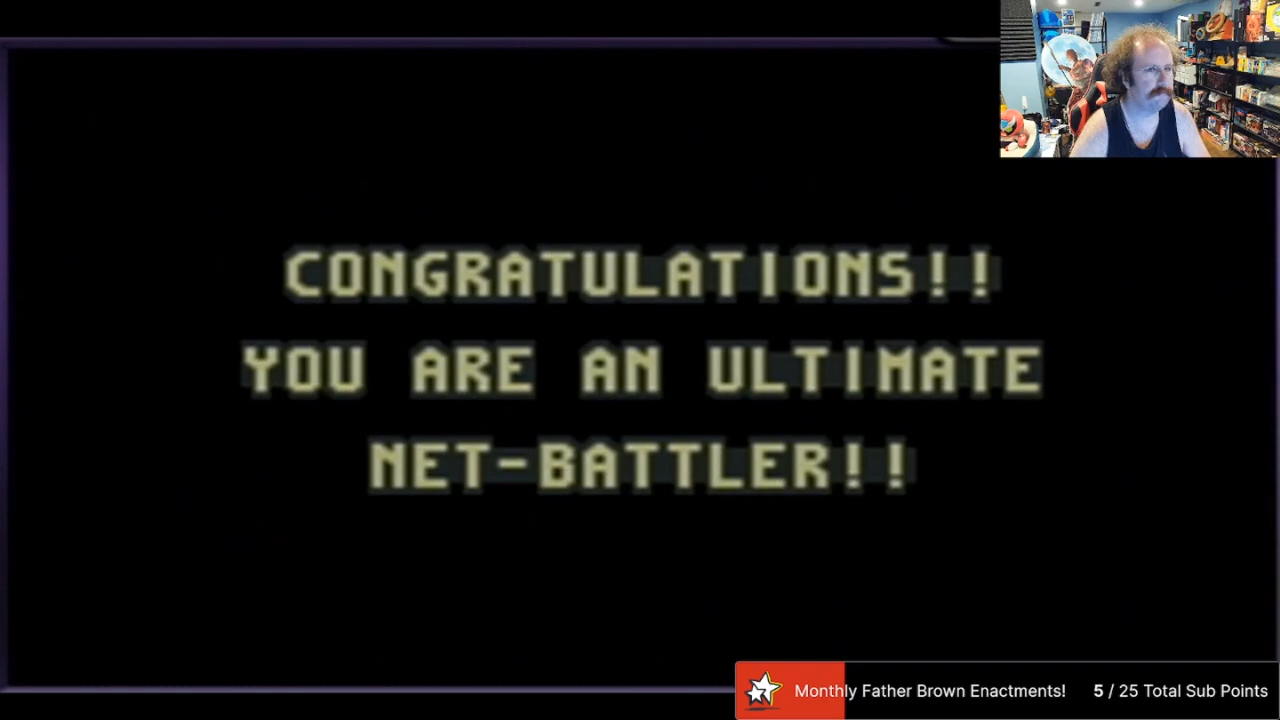 CONGRATULATIONS!!
YOU ARE AN ULTIMATE
NET-BATTLER!!
Monthly Father Brown Enactments! 5 / 25 Total Sub Points